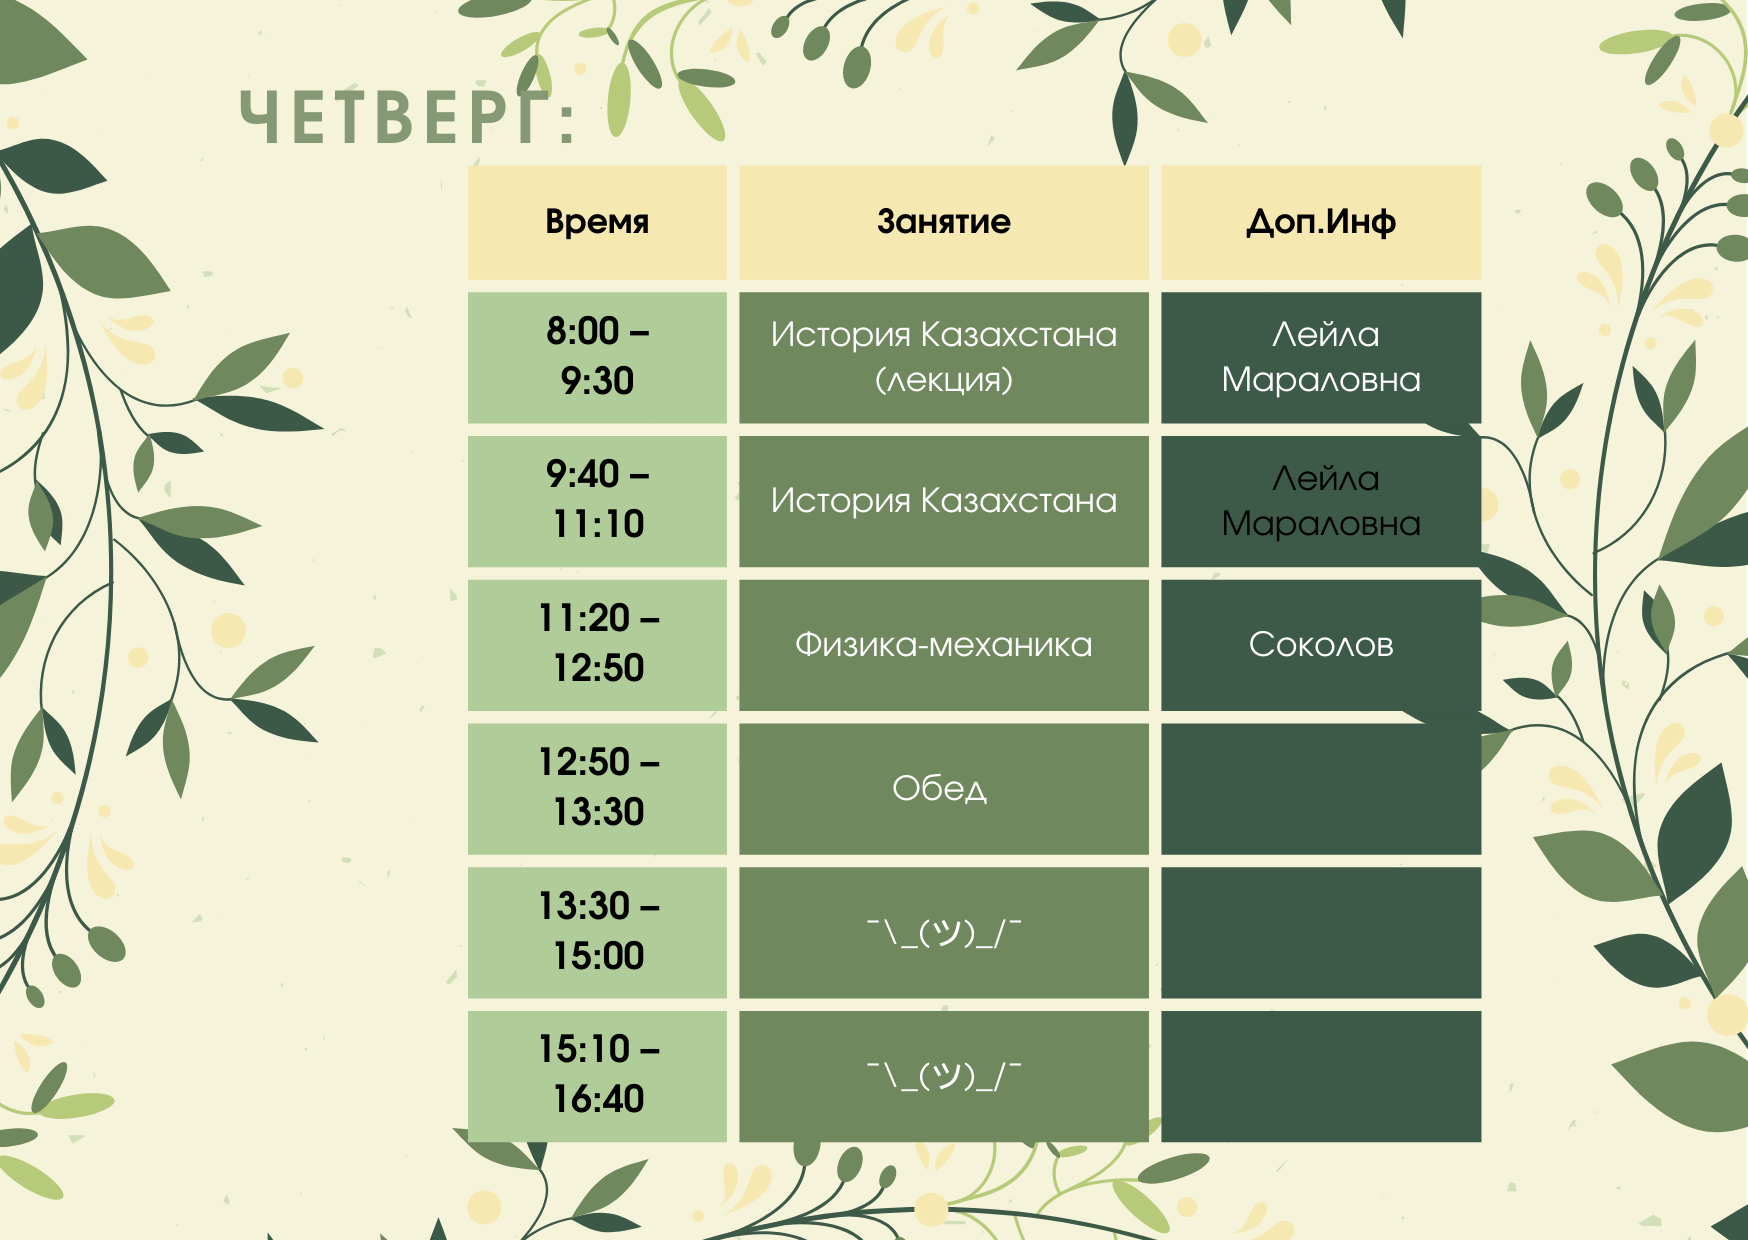 ЧЕТВЕРГ:
Время
Занятие
Доп.Инф
8:00 –
9:30
История Казахстана
(лекция)
Лейла
Мараловна
9:40 –
11:10
История Казахстана
Лейла
Мараловна
11:20 –
12:50
Физика-механика
Соколов
12:50 –
13:30
Обед
13:30 –
15:00
¯\_(ツ)_/¯
15:10 –
16:40
¯\_(ツ)_/¯